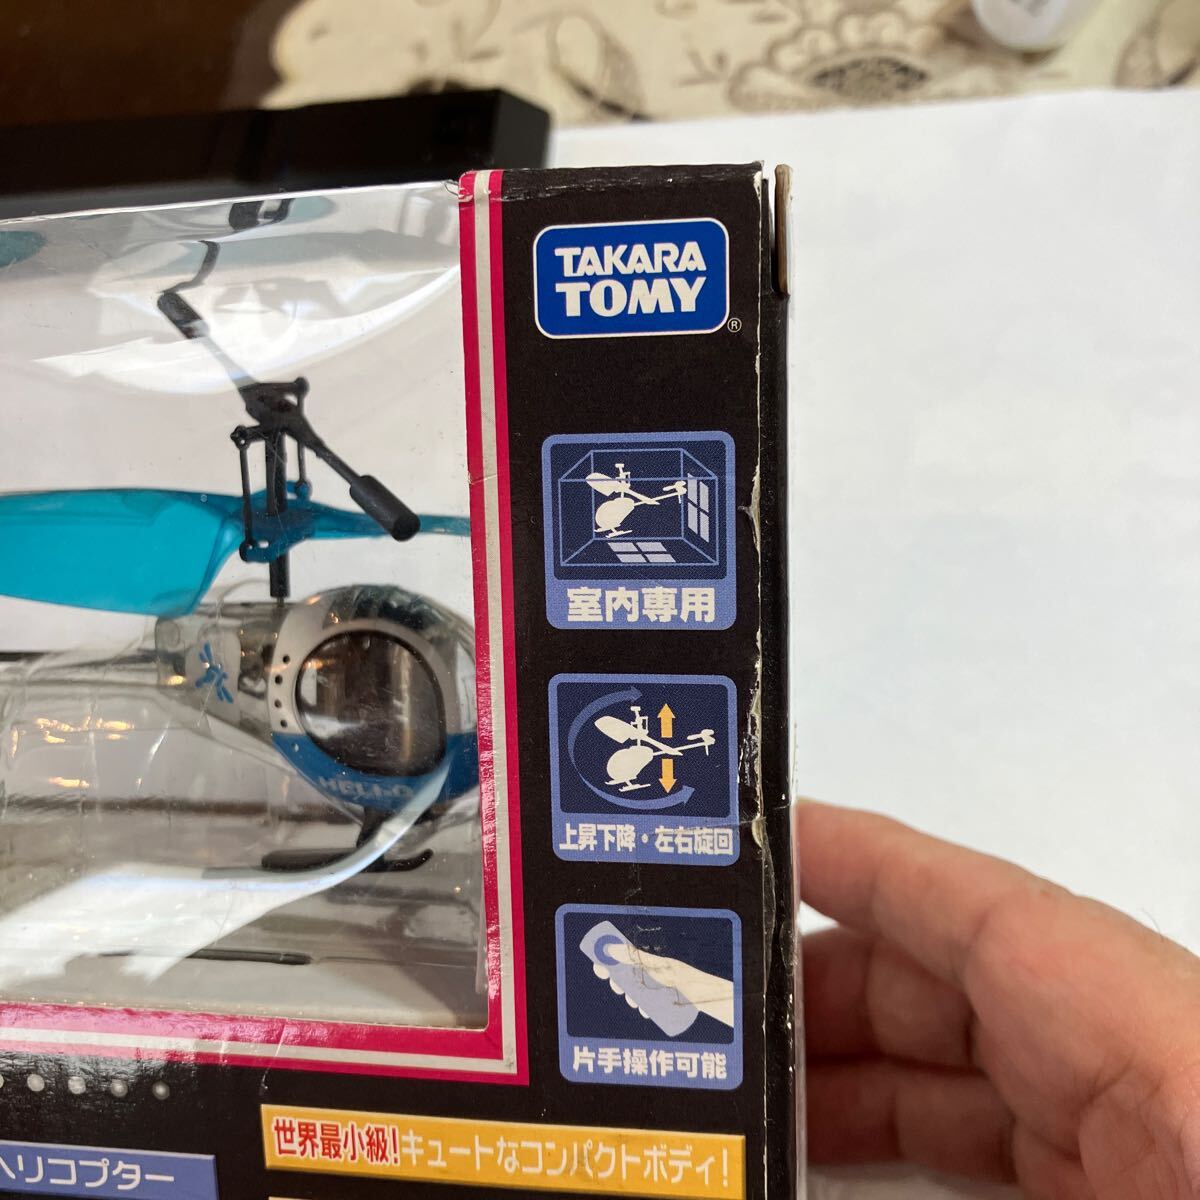 TAKARA
TOMY
®
室内専用
上昇下降・左右旋回
片手操作可能
HELI-Q
世界最小級!キュートなコンパクトボディ!
ヘリコプター